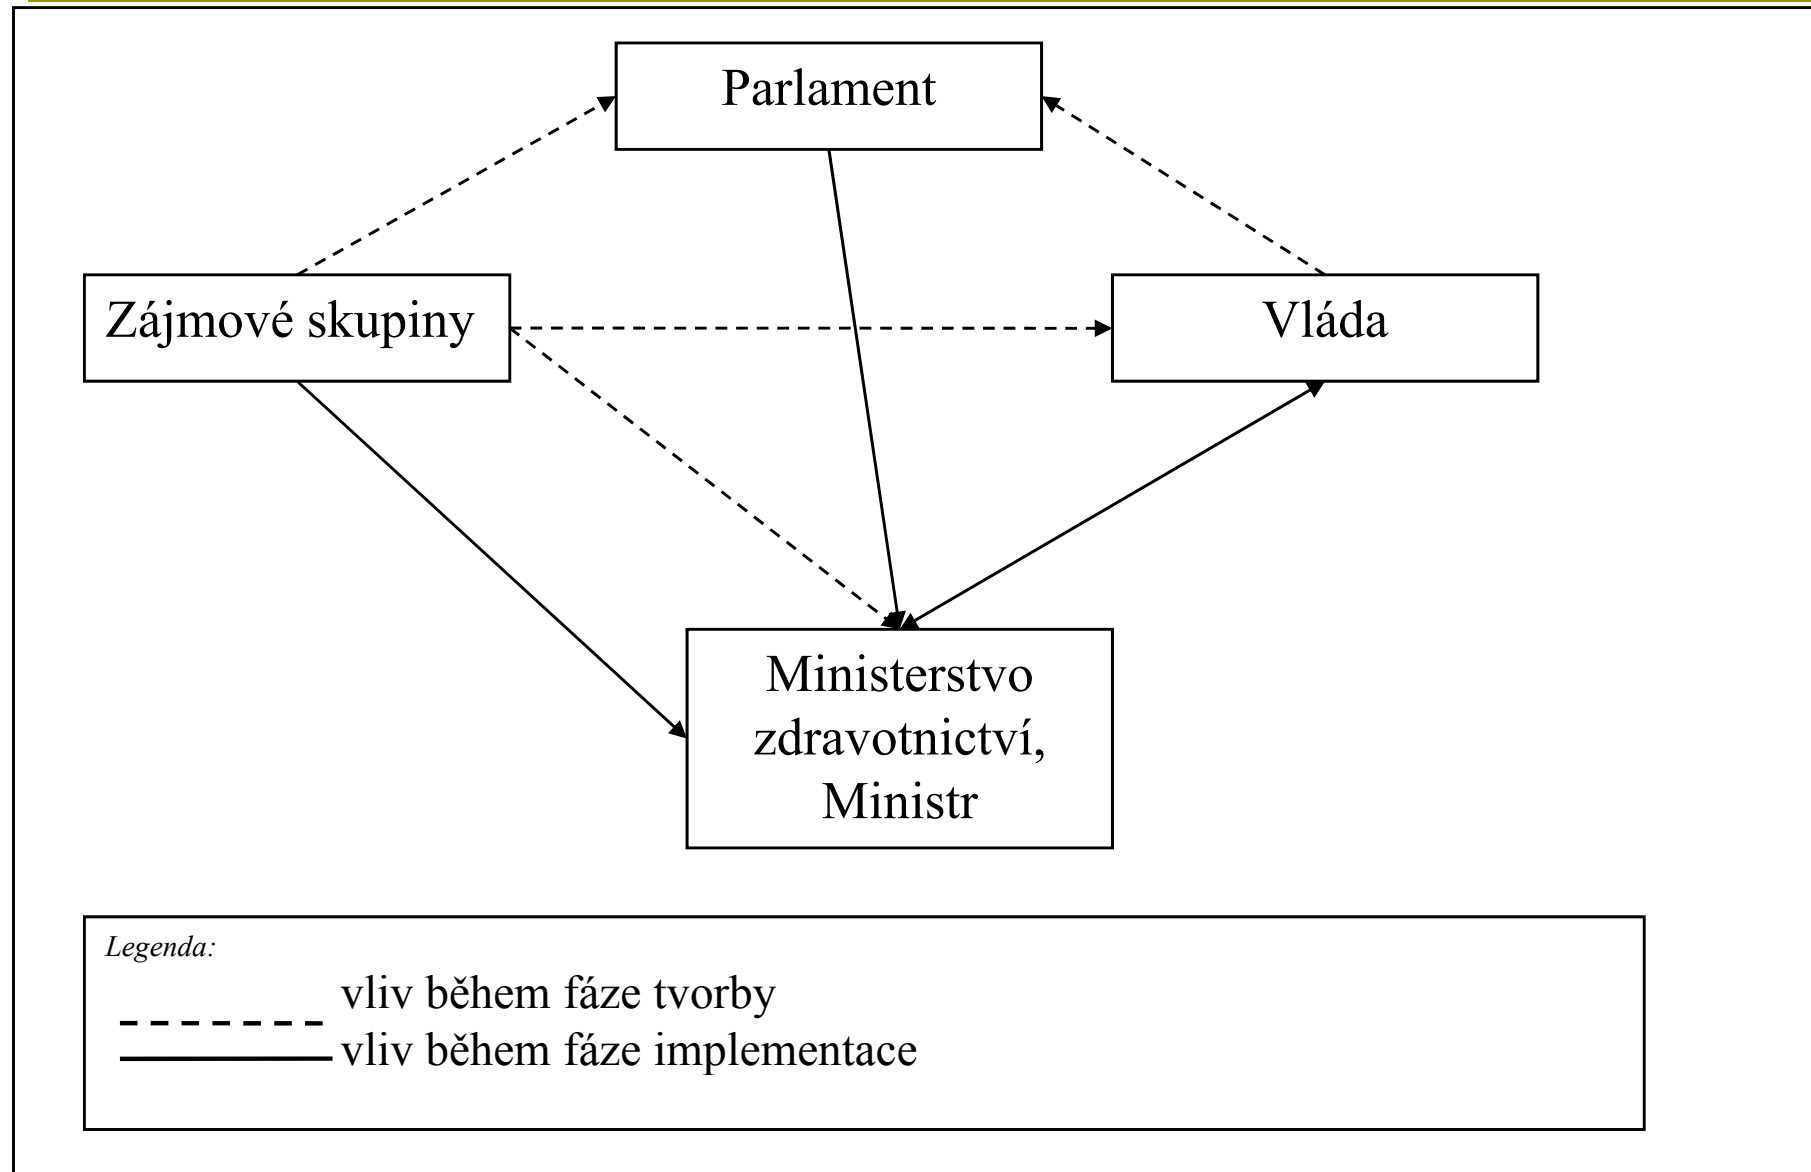 Parlament
Zájmové skupiny
Vláda
Ministerstvo
zdravotnictví,
Ministr
Legenda:
vliv během fáze tvorby
vliv během fáze implementace